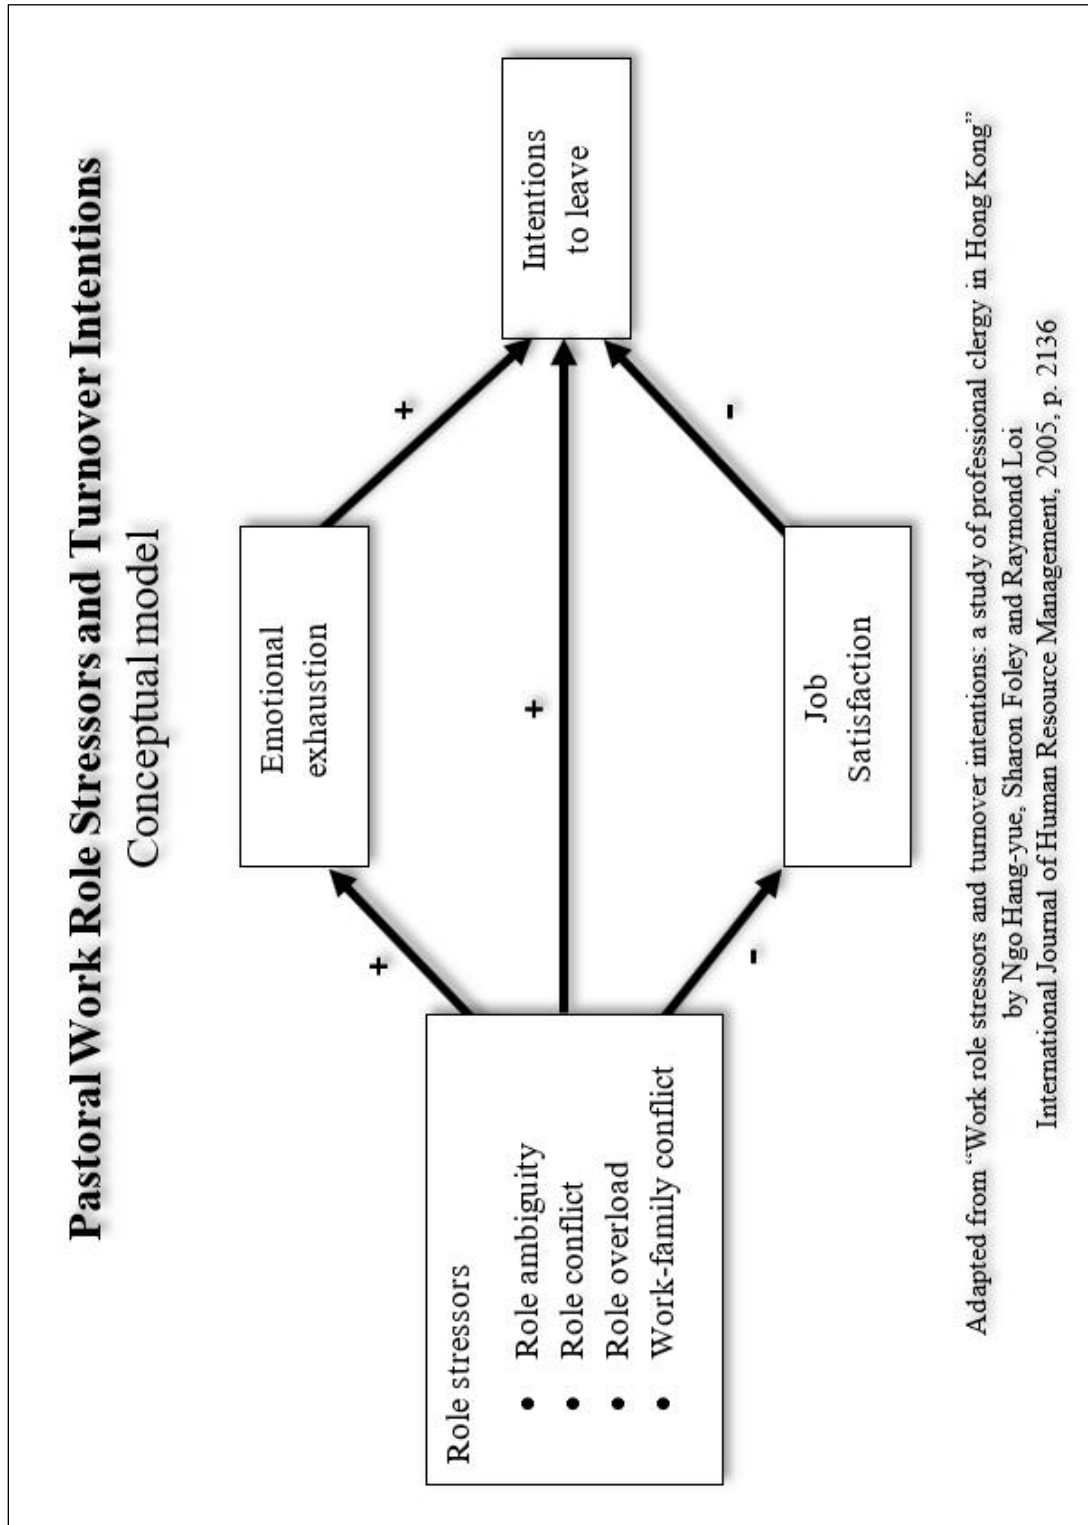 Pastoral Work Role Stressors and Turnover Intentions
Conceptual model
Role stressors
• Role ambiguity
• Role conflict
• Role overload
• Work-family conflict
+
Emotional
exhaustion
+
+
-
Job
Satisfaction
-
Intentions
to leave
Adapted from “Work role stressors and turnover intentions: a study of professional clergy in Hong Kong”
by Ngo Hang-yue, Sharon Foley and Raymond Loi
International Journal of Human Resource Management, 2005, p. 2136